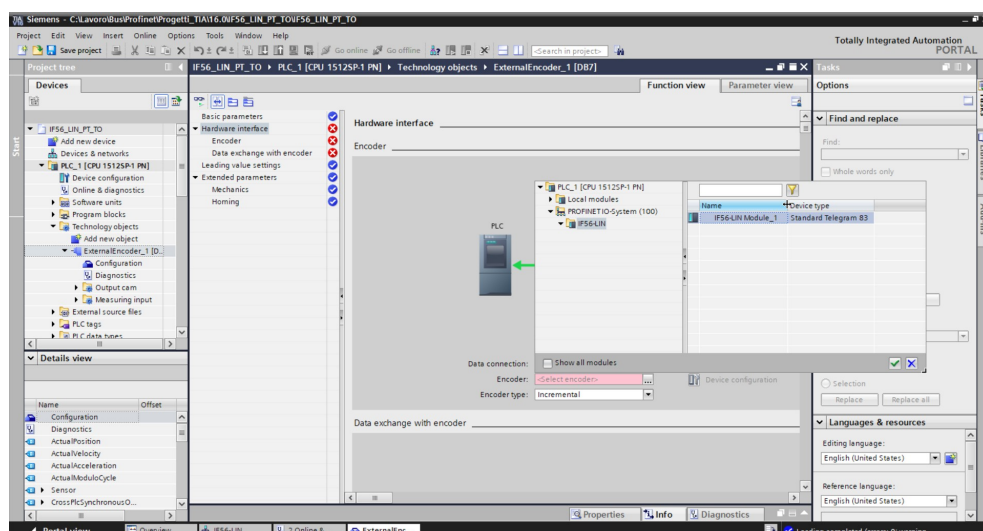 Siemens - C:\Lavoro\Bus\Profinet\Progetti_TIA\16.0\IF56_LIN_PT_TO\IF56_LIN_PT_TO
Project Edit View Insert Online Options Tools Window Help
Totally Integrated Automation
PORTAL
Save project
Go online
Go offline
<Search in project>
Project tree
IF56_LIN_PT_TO PLC_1 [CPU 1512SP-1 PN] Technology objects ExternalEncoder_1 [DB7]
Tasks
Devices
Function view
Parameter view
Options
IF56_LIN_PT_TO
Add new device
Devices & networks
PLC_1 [CPU 1512SP-1 PN]
Device configuration
Online & diagnostics
Software units
Program blocks
Technology objects
Add new object
ExternalEncoder_1 [D...
Configuration
Diagnostics
Output cam
Measuring input
External source files
PLC tags
PLC data types
Start
Basic parameters
Hardware interface
Encoder
Data exchange with encoder
Leading value settings
Extended parameters
Mechanics
Homing
Hardware interface
Encoder
PLC
PLC_1 [CPU 1512SP-1 PN]
Local modules
PROFINET IO-System (100)
IF56-LIN
Name
Device type
IF56-LIN Module_1
Standard Telegram 83
Show all modules
Data connection:
Encoder:
<Select encoder>
...
Device configuration
Encoder type:
Incremental
Data exchange with encoder
Find and replace
Find:
Whole words only
Selection
Replace
Replace all
Languages & resources
Editing language:
English (United States)
Reference language:
English (United States)
Details view
Name
Offset
Configuration
Diagnostics
ActualPosition
ActualVelocity
ActualAcceleration
ActualModuloCycle
Sensor
CrossPlcSynchronousO...
Properties
Info
Diagnostics
Portal view
Overview
IF56-LIN
ExternalEnc...